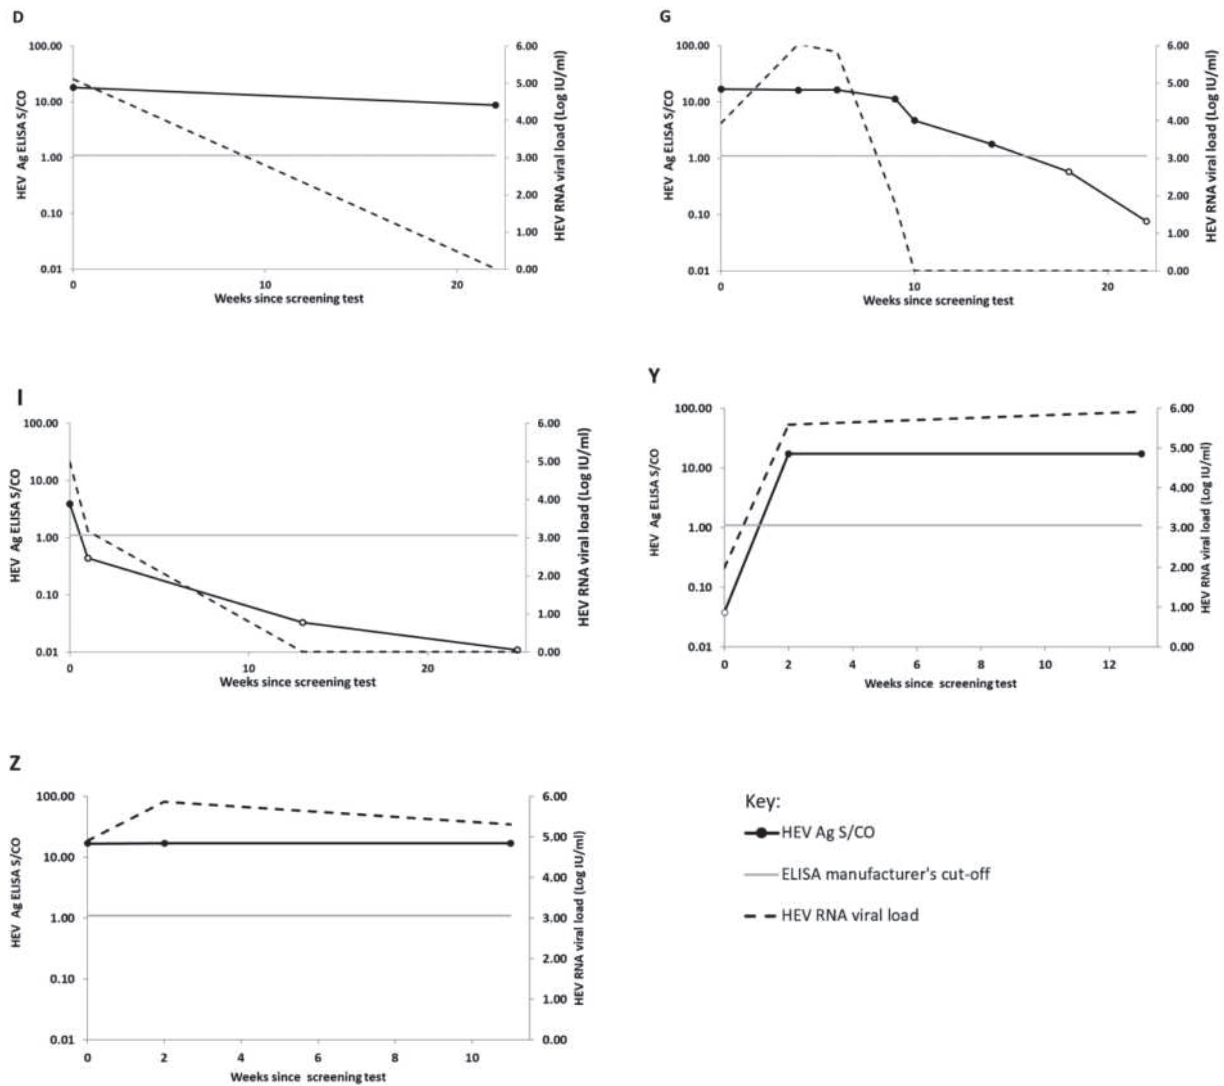 D
HEV Ag ELISA S/CO
100.00
10.00
1.00
0.10
0.01
6.00
5.00
4.00
3.00
2.00
1.00
0.00
HEV RNA viral load (Log IU/ml)
0 10 20
Weeks since screening test
G
HEV Ag ELISA S/CO
100.00
10.00
1.00
0.10
0.01
6.00
5.00
4.00
3.00
2.00
1.00
0.00
HEV RNA viral load (Log IU/ml)
0 10 20
Weeks since screening test
I
HEV Ag ELISA S/CO
100.00
10.00
1.00
0.10
0.01
6.00
5.00
4.00
3.00
2.00
1.00
0.00
HEV RNA viral load (Log IU/ml)
0 10 20
Weeks since screening test
Y
HEV Ag ELISA S/CO
100.00
10.00
1.00
0.10
0.01
6.00
5.00
4.00
3.00
2.00
1.00
0.00
HEV RNA viral load (Log IU/ml)
0 2 4 6 8 10 12
Weeks since screening test
Z
HEV Ag ELISA S/CO
100.00
10.00
1.00
0.10
0.01
6.00
5.00
4.00
3.00
2.00
1.00
0.00
HEV RNA viral load (Log IU/ml)
0 2 4 6 8 10
Weeks since screening test
Key:
HEV Ag S/CO
ELISA manufacturer's cut-off
HEV RNA viral load